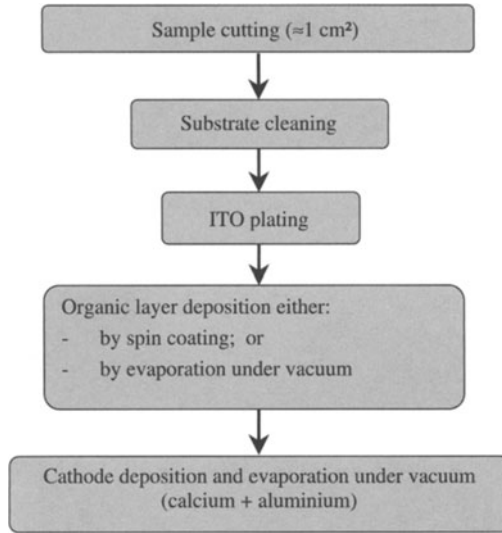 Sample cutting (≈1 cm²)
Substrate cleaning
ITO plating
Organic layer deposition either:
- by spin coating; or
- by evaporation under vacuum
Cathode deposition and evaporation under vacuum
(calcium + aluminium)